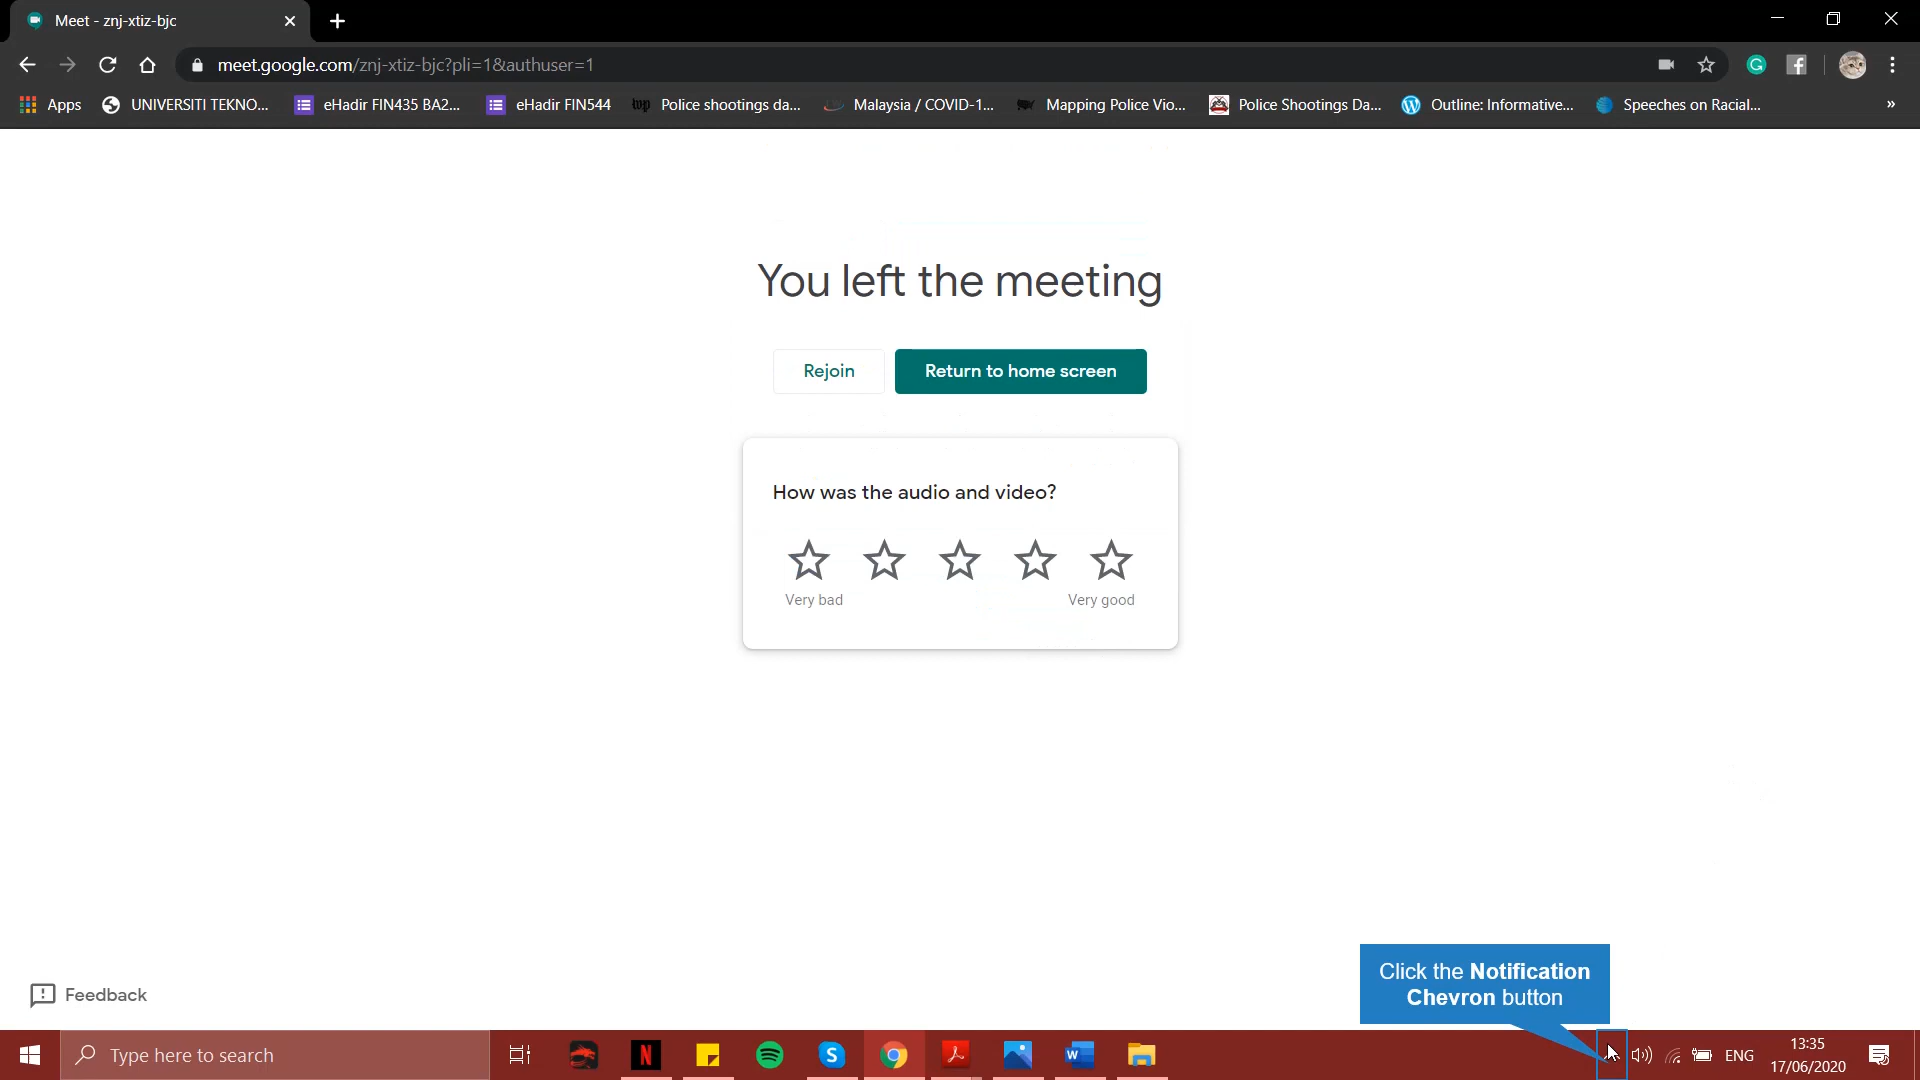 Meet - znj-xtiz-bjc
meet.google.com/znj-xtiz-bjc?pli=1&authuser=1
Apps UNIVERSITI TEKNO... eHadir FIN435 BA2... eHadir FIN544 wp Police shootings da... Malaysia / COVID-1... Mapping Police Vio... Police Shootings Da... Outline: Informative... Speeches on Racial... »
You left the meeting
Rejoin Return to home screen
How was the audio and video?
Very bad Very good
Click the Notification
Chevron button
Feedback
Type here to search
ENG
13:35
17/06/2020